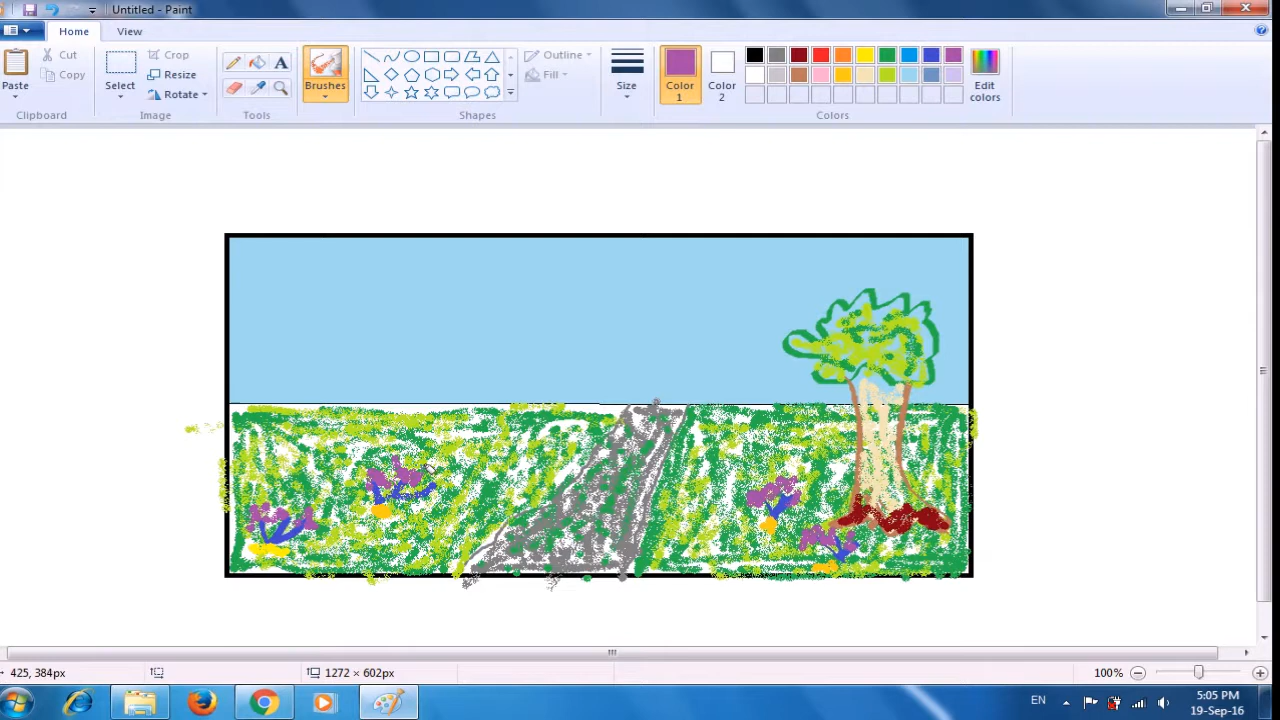 Untitled - Paint
Home
View
Paste
Cut
Copy
Clipboard
Select
Crop
Resize
Rotate
Image
A
Tools
Brushes
Shapes
Outline
Fill
Size
Color 1
Color 2
Edit colors
Colors
425, 384px
1272 × 602px
100%
EN
5:05 PM
19-Sep-16